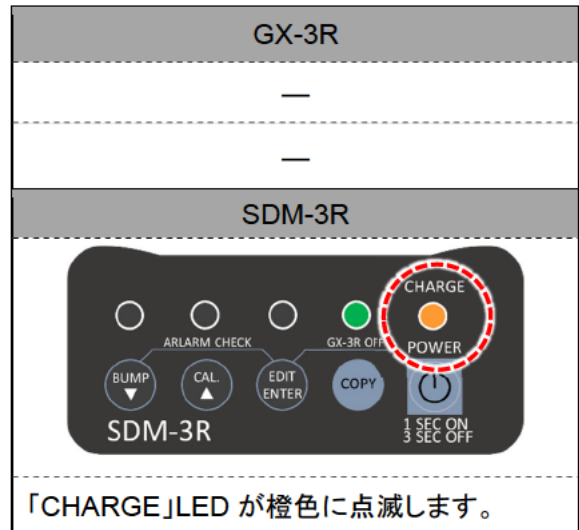 GX-3R
—
—
SDM-3R
CHARGE
ARLARM CHECK
GX-3R OFF
POWER
BUMP
▼
CAL.
▲
EDIT
ENTER
COPY
SDM-3R
1 SEC ON
3 SEC OFF
「CHARGE」LED が橙色に点滅します。